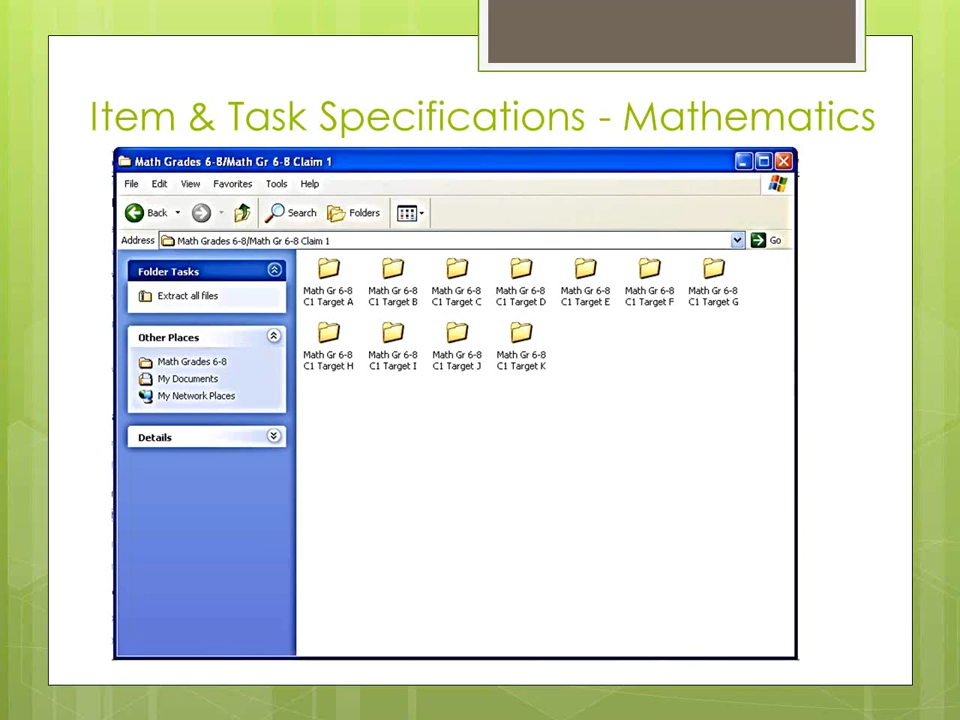 Item & Task Specifications - Mathematics
Math Grades 6-8/Math Gr 6-8 Claim 1
File Edit View Favorites Tools Help
Back Search Folders
Address Math Grades 6-8/Math Gr 6-8 Claim 1 Go
Folder Tasks
Extract all files
Other Places
Math Grades 6-8
My Documents
My Network Places
Details
Math Gr 6-8 Math Gr 6-8 Math Gr 6-8 Math Gr 6-8 Math Gr 6-8 Math Gr 6-8 Math Gr 6-8
C1 Target A C1 Target B C1 Target C C1 Target D C1 Target E C1 Target F C1 Target G
Math Gr 6-8 Math Gr 6-8 Math Gr 6-8 Math Gr 6-8
C1 Target H C1 Target I C1 Target J C1 Target K